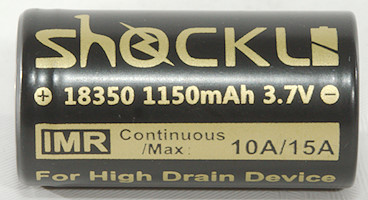 SHOCKLI
⊕ 18350 1150mAh 3.7V ⊖
IMR Continuous /Max: 10A/15A
For High Drain Device